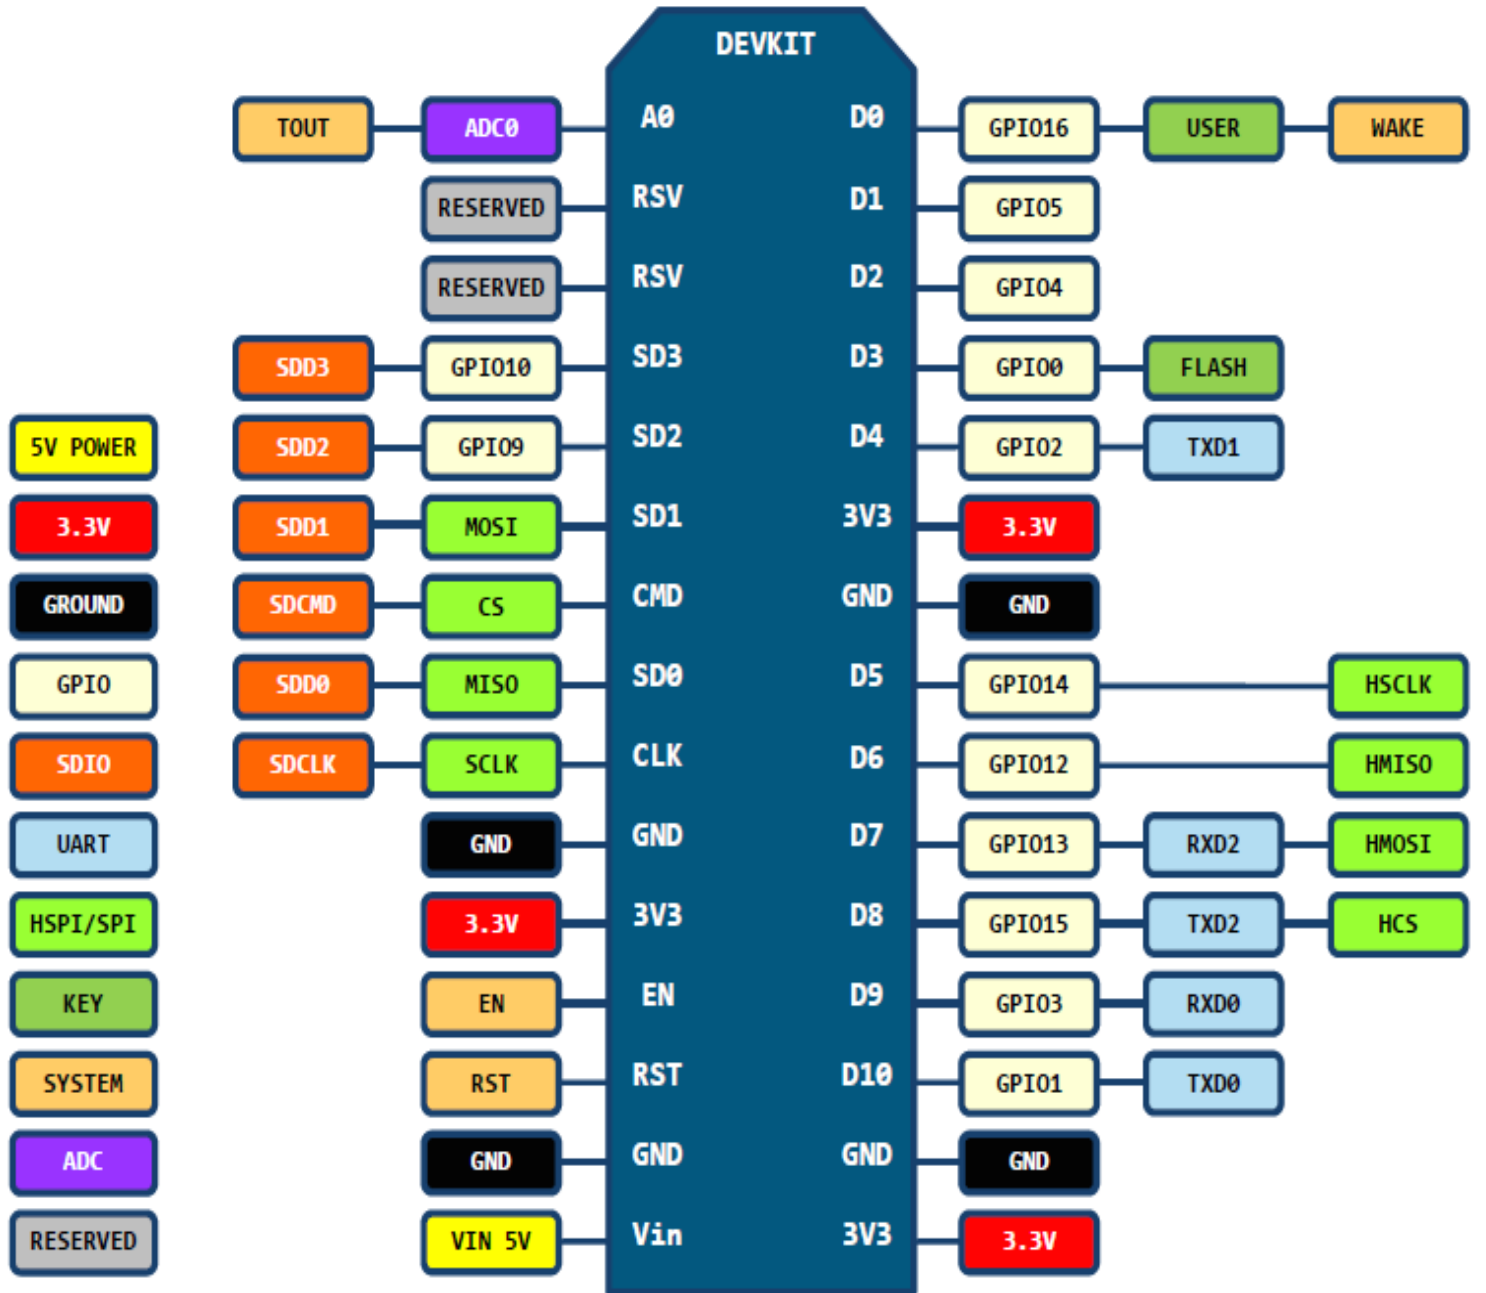 DEVKIT
TOUT ADC0 A0 D0 GPIO16 USER WAKE
RESERVED RSV D1 GPIO5
RESERVED RSV D2 GPIO4
SDD3 GPIO10 SD3 D3 GPIO0 FLASH
5V POWER SDD2 GPIO9 SD2 D4 GPIO2 TXD1
3.3V SDD1 MOSI SD1 3V3 3.3V
GROUND SDCMD CS CMD GND GND
GPIO SDD0 MISO SD0 D5 GPIO14 HSCLK
SDIO SDCLK SCLK CLK D6 GPIO12 HMISO
UART GND GND D7 GPIO13 RXD2 HMOSI
HSPI/SPI 3.3V 3V3 D8 GPIO15 TXD2 HCS
KEY EN EN D9 GPIO3 RXD0
SYSTEM RST RST D10 GPIO1 TXD0
ADC GND GND GND GND
RESERVED VIN 5V Vin 3V3 3.3V